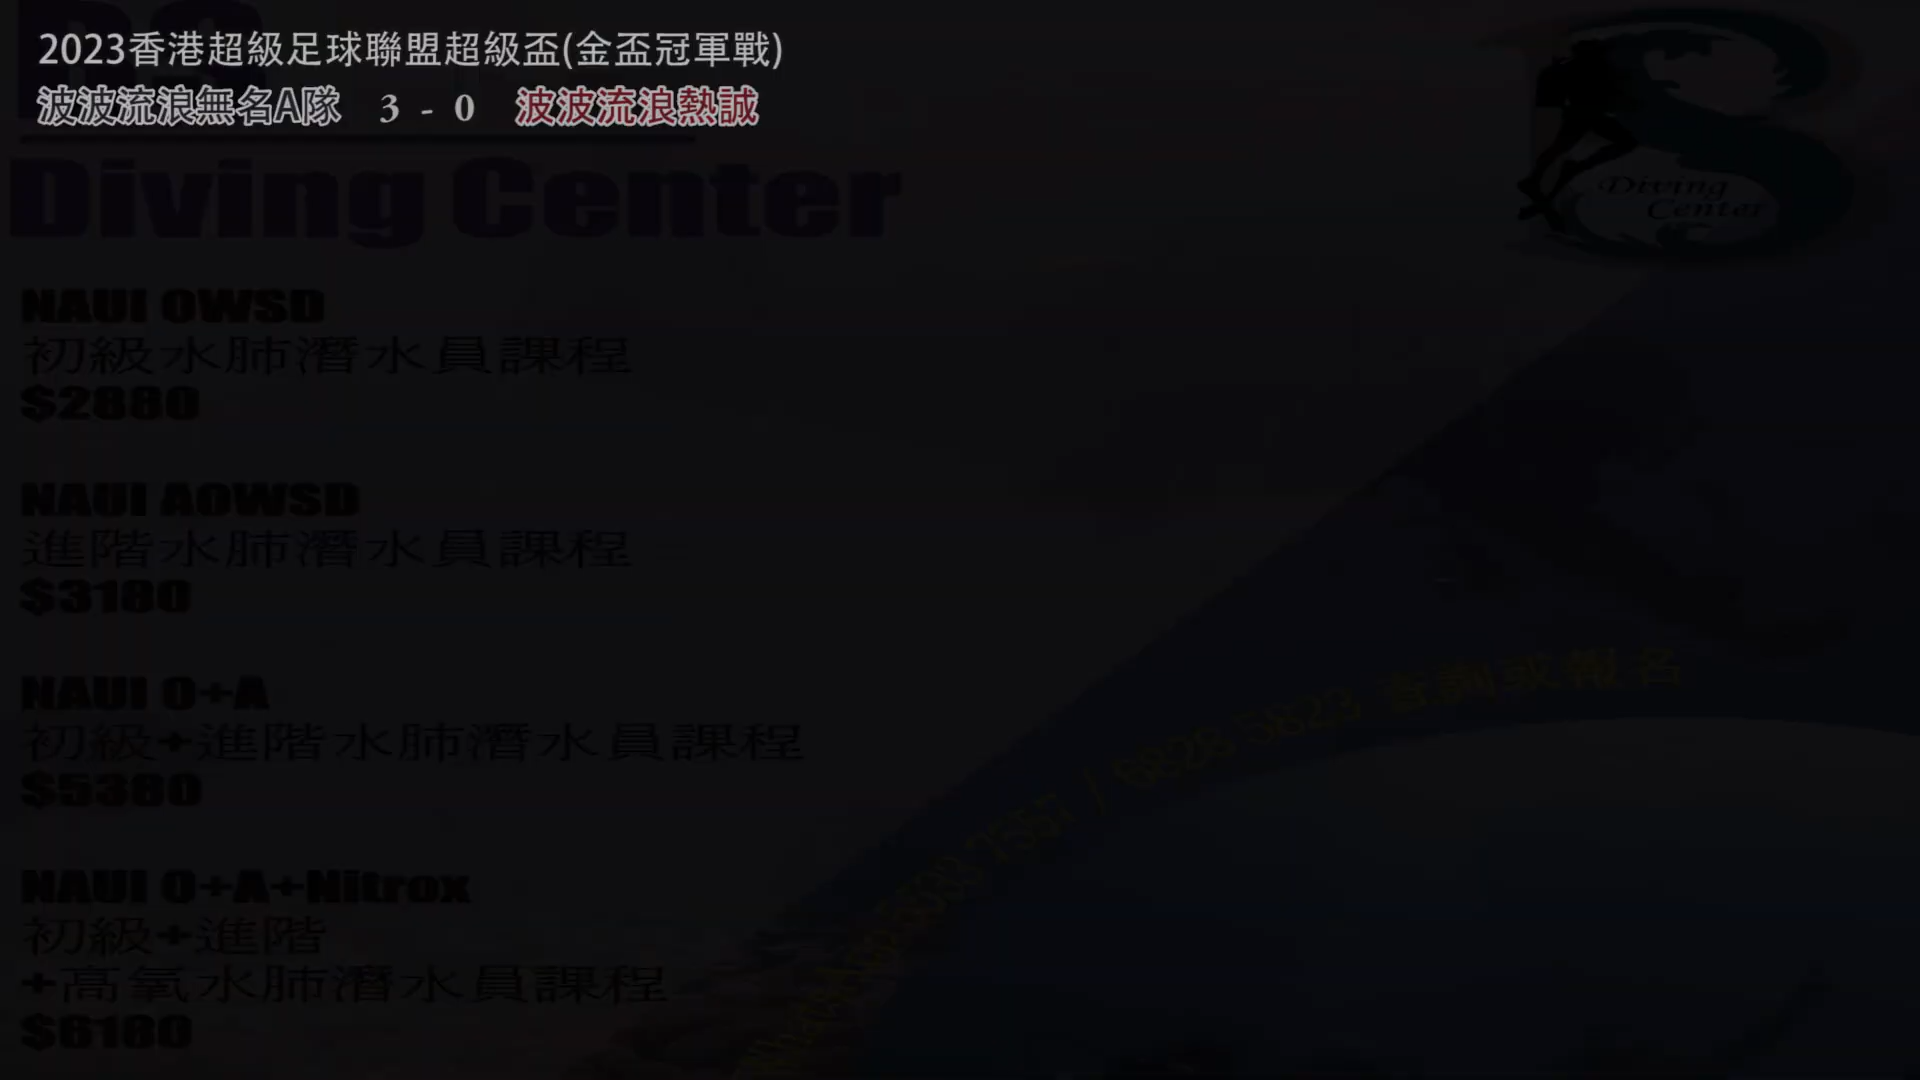 2023香港超級足球聯盟超級盃(金盃冠軍戰)
波波流浪無名A隊 3 - 0 波波流浪熱誠
Diving Center
Diving
Center
NAUI OWSD
初級水肺潛水員課程
$2880
NAUI AOWSD
進階水肺潛水員課程
$3180
NAUI O+A
初級+進階水肺潛水員課程
$5380
NAUI O+A+Nitrox
初級+進階
+高氧水肺潛水員課程
$6180
/ 6828 5823 查詢或報名